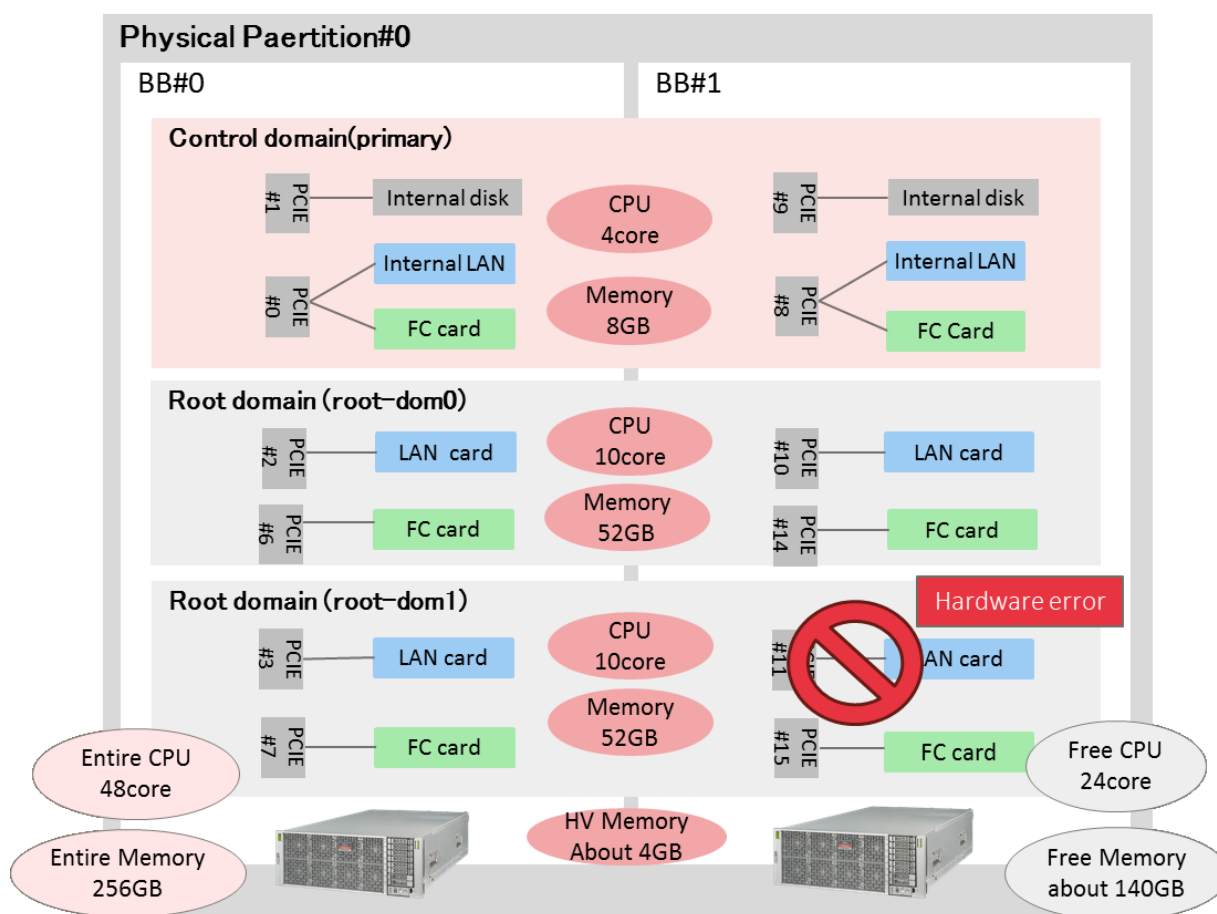 Physical Paertition#0
BB#0
BB#1
Control domain(primary)
PCIE
#1
Internal disk
CPU
4core
PCIE
#9
Internal disk
PCIE
#0
Internal LAN
FC card
Memory
8GB
PCIE
#8
Internal LAN
FC Card
Root domain (root-dom0)
PCIE
#2
LAN card
CPU
10core
PCIE
#10
LAN card
PCIE
#6
FC card
Memory
52GB
PCIE
#14
FC card
Root domain (root-dom1)
Hardware error
PCIE
#3
LAN card
CPU
10core
PCIE
#11
LAN card
PCIE
#7
FC card
Memory
52GB
PCIE
#15
FC card
Entire CPU
48core
Free CPU
24core
HV Memory
About 4GB
Entire Memory
256GB
Free Memory
about 140GB